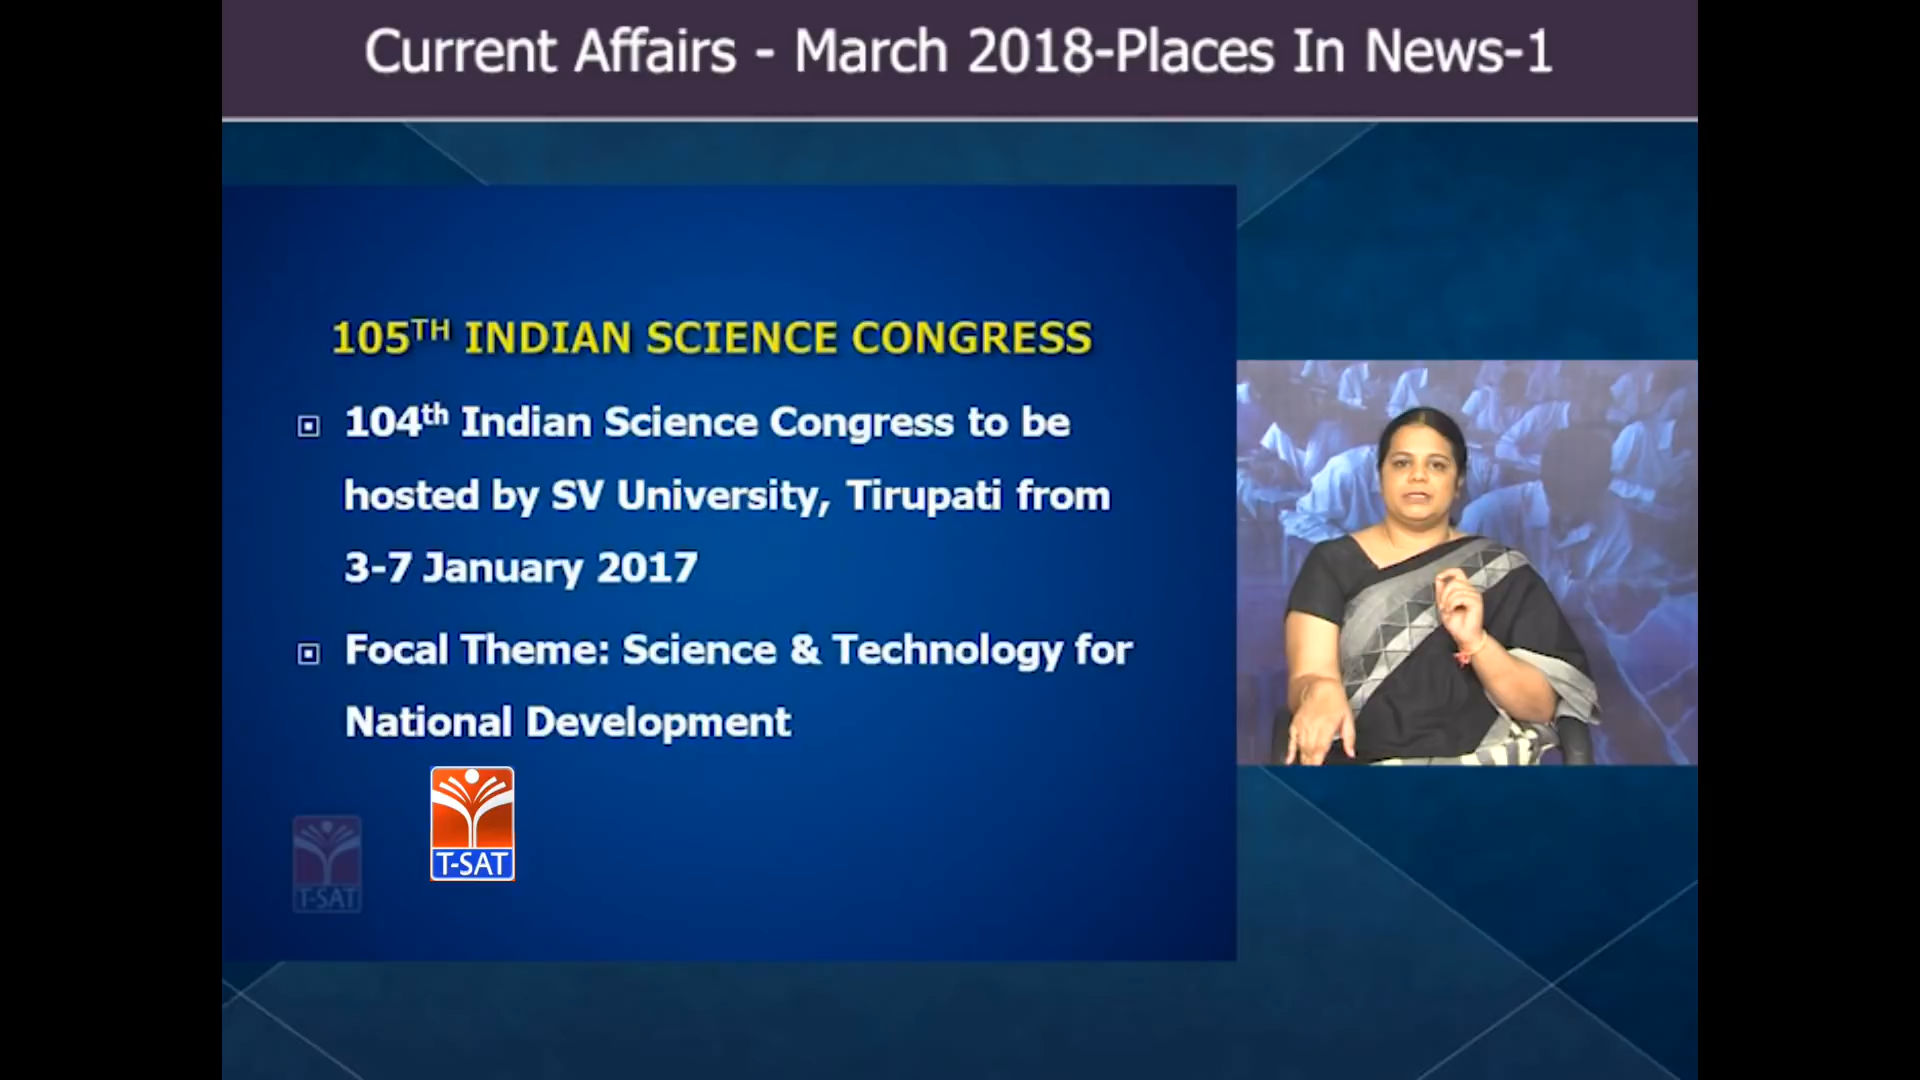 Current Affairs - March 2018-Places In News-1
105TH INDIAN SCIENCE CONGRESS
104th Indian Science Congress to be
hosted by SV University, Tirupati from
3-7 January 2017
Focal Theme: Science & Technology for
National Development
T-SAT
T-SAT